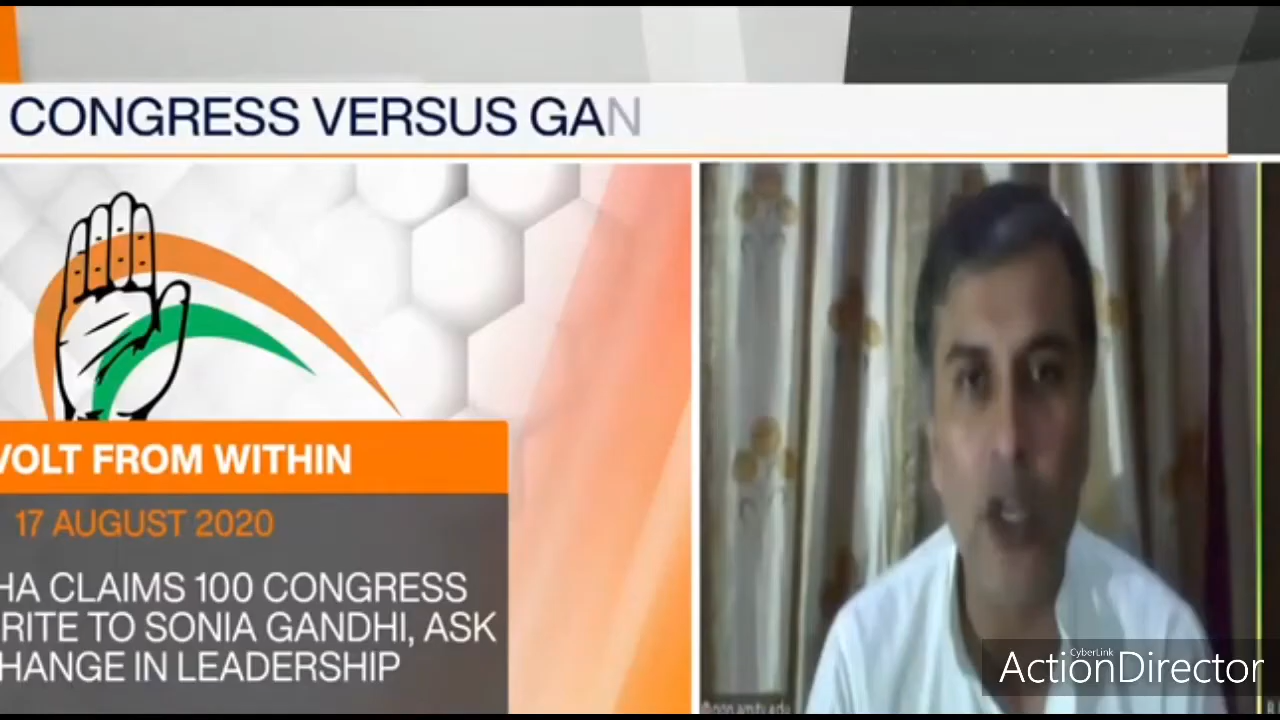 CONGRESS VERSUS GAN
VOLT FROM WITHIN
17 AUGUST 2020
HA CLAIMS 100 CONGRESS
RITE TO SONIA GANDHI, ASK
HANGE IN LEADERSHIP
CyberLink
ActionDirector